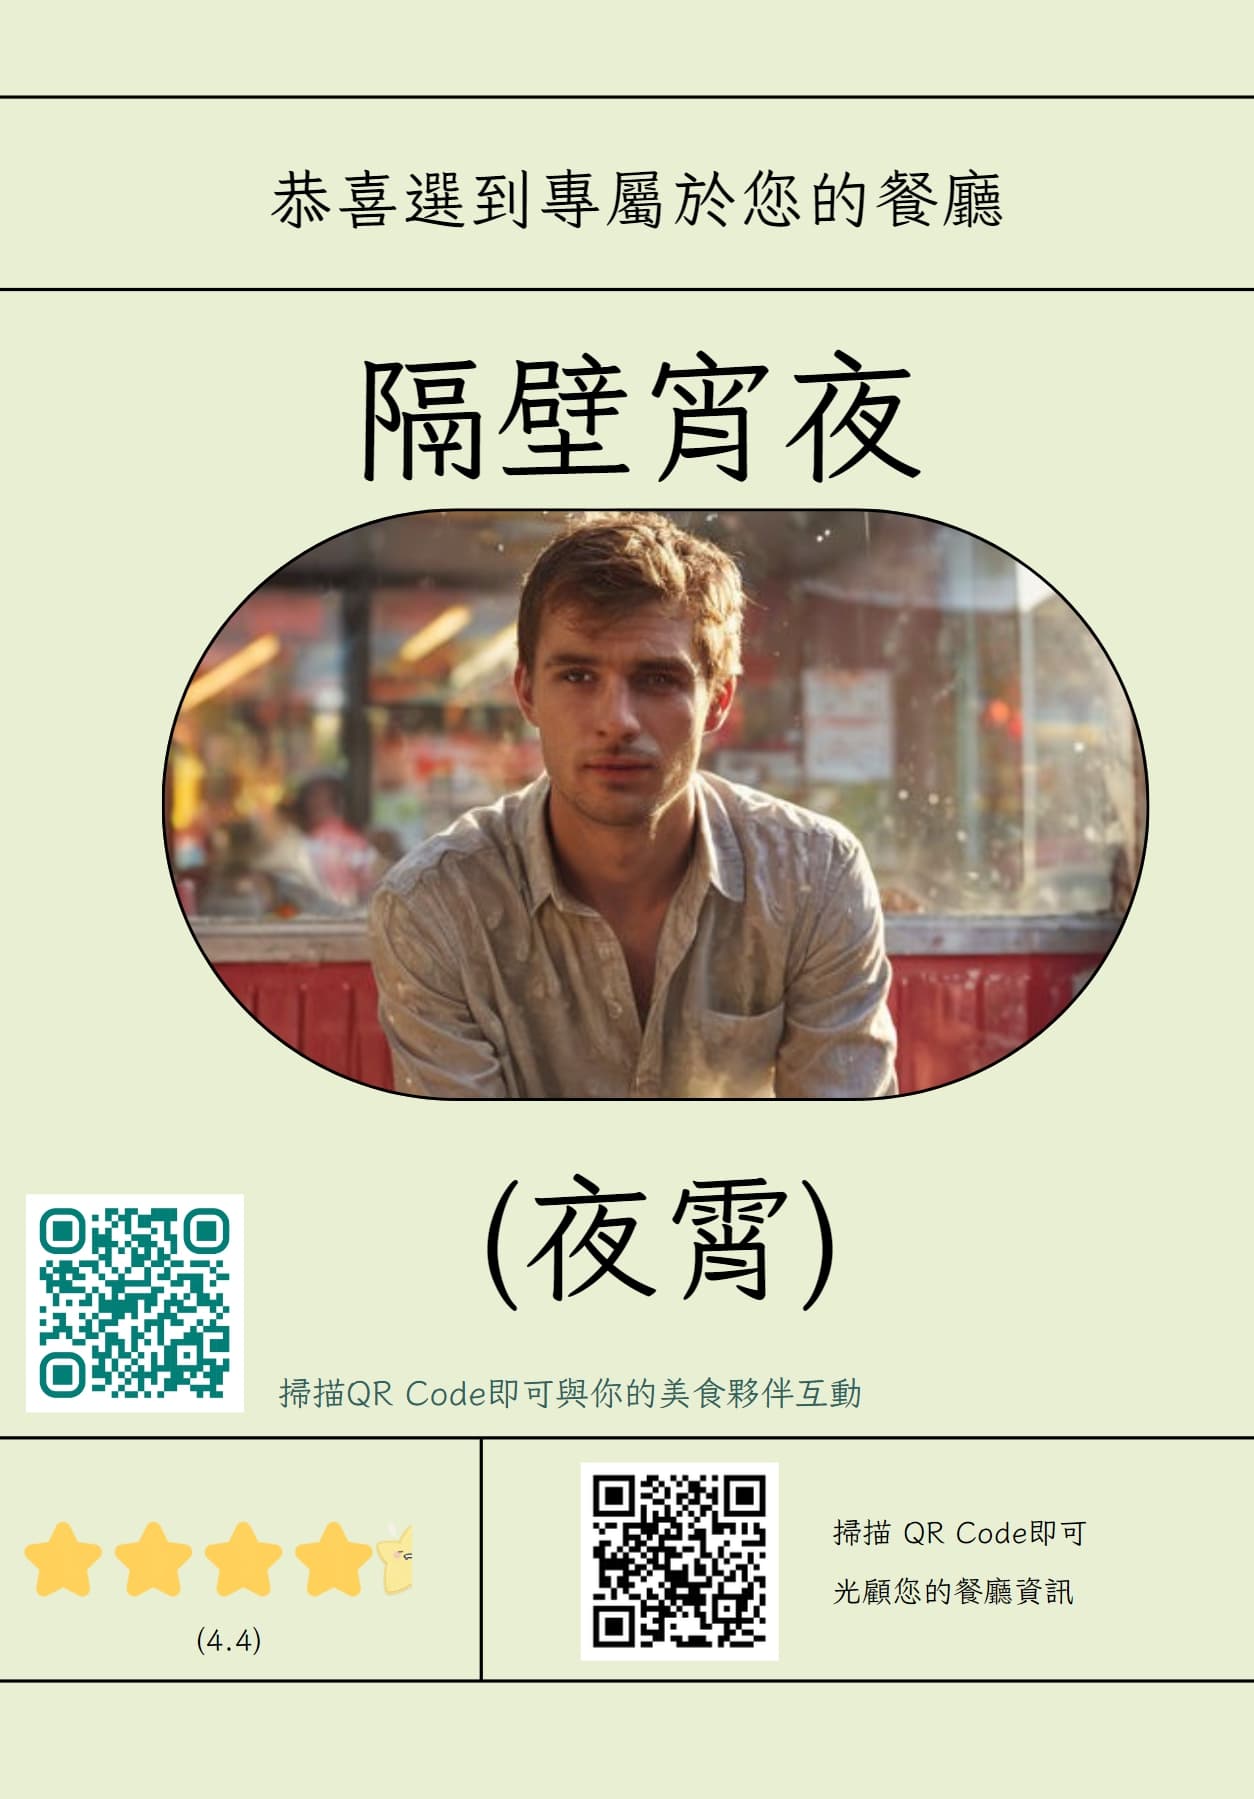 恭喜選到專屬於您的餐廳
隔壁宵夜
(夜霄)
掃描QR Code即可與你的美食夥伴互動
(4.4)
掃描 QR Code即可
光顧您的餐廳資訊